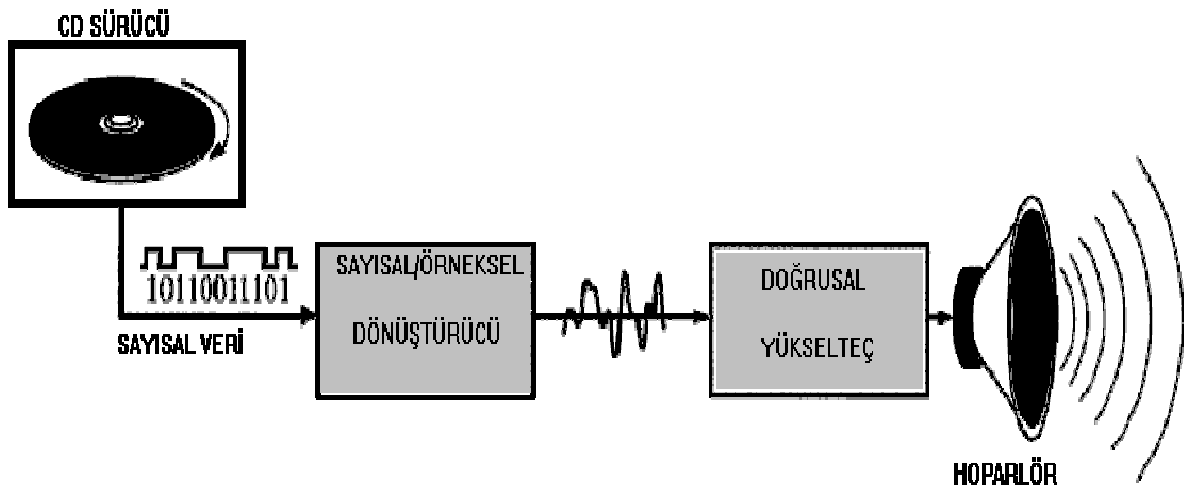 CD SÜRÜCÜ
10110011101
SAYISAL VERİ
SAYISAL/ÖRNEKSEL
DÖNÜŞTÜRÜCÜ
DOĞRUSAL
YÜKSELTEÇ
HOPARLÖR